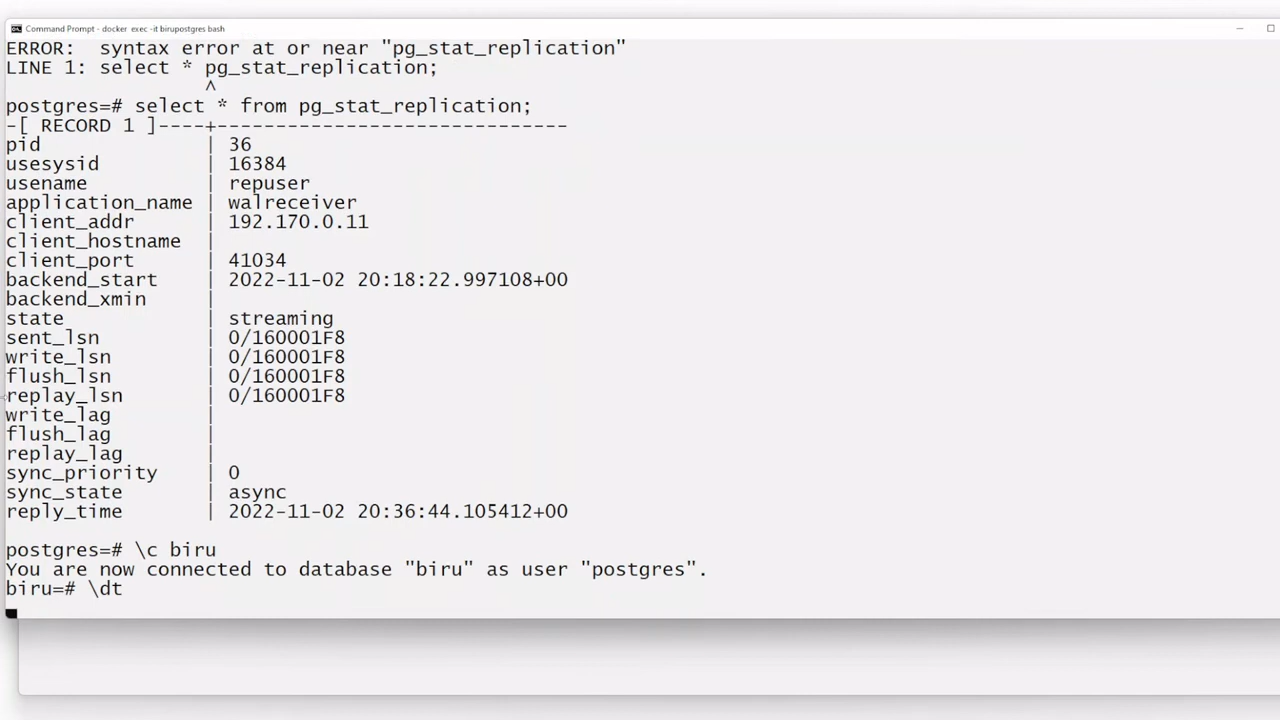 Command Prompt - docker exec -it birupostgres bash
ERROR:  syntax error at or near "pg_stat_replication"
LINE 1: select * pg_stat_replication;
                 ^
postgres=# select * from pg_stat_replication;
-[ RECORD 1 ]----+------------------------------
pid              | 36
usesysid         | 16384
usename          | repuser
application_name | walreceiver
client_addr      | 192.170.0.11
client_hostname  |
client_port      | 41034
backend_start    | 2022-11-02 20:18:22.997108+00
backend_xmin     |
state            | streaming
sent_lsn         | 0/160001F8
write_lsn        | 0/160001F8
flush_lsn        | 0/160001F8
replay_lsn       | 0/160001F8
write_lag        |
flush_lag        |
replay_lag       |
sync_priority    | 0
sync_state       | async
reply_time       | 2022-11-02 20:36:44.105412+00
postgres=# \c biru
You are now connected to database "biru" as user "postgres".
biru=# \dt